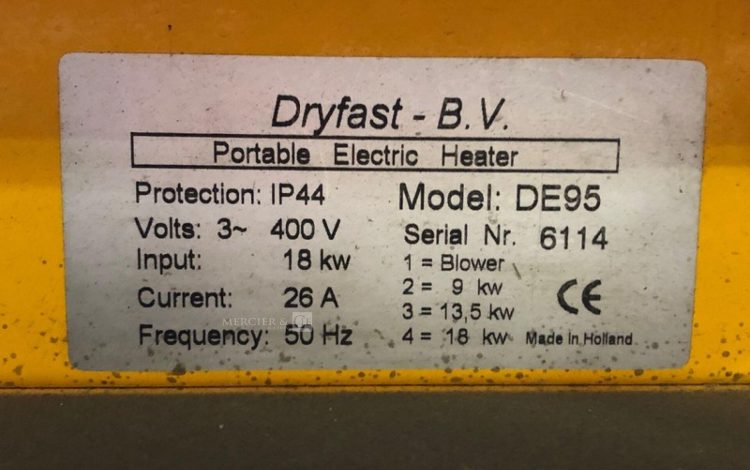 Dryfast - B.V.
Portable Electric Heater
Protection: IP44
Volts: 3~ 400 V
Input: 18 kw
Current: 26 A
Frequency: 50 Hz
Model: DE95
Serial Nr. 6114
1 = Blower
2 = 9 kw
3 = 13,5 kw
4 = 18 kw
CE
Made in Holland
MERCIER &